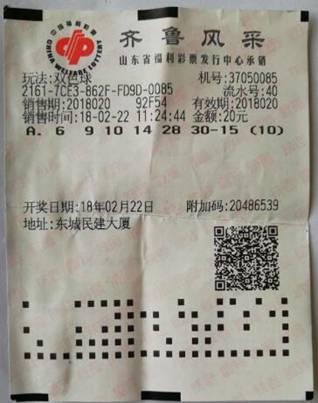 中国福利彩票
CHINA WELFARE LOTTERY
齐鲁风采
山东省福利彩票发行中心承销
玩法:双色球 机号:37050085
2161-7CE3-862F-FD9D-0085 流水号:40
销售期:2018020 92F54 有效期:2018020
销售时间:18-02-22 11:24:44 金额:20元
A. 6 9 10 14 28 30-15 (10)
开奖日期:18年02月22日 附加码:20486539
地址:东城民建大厦